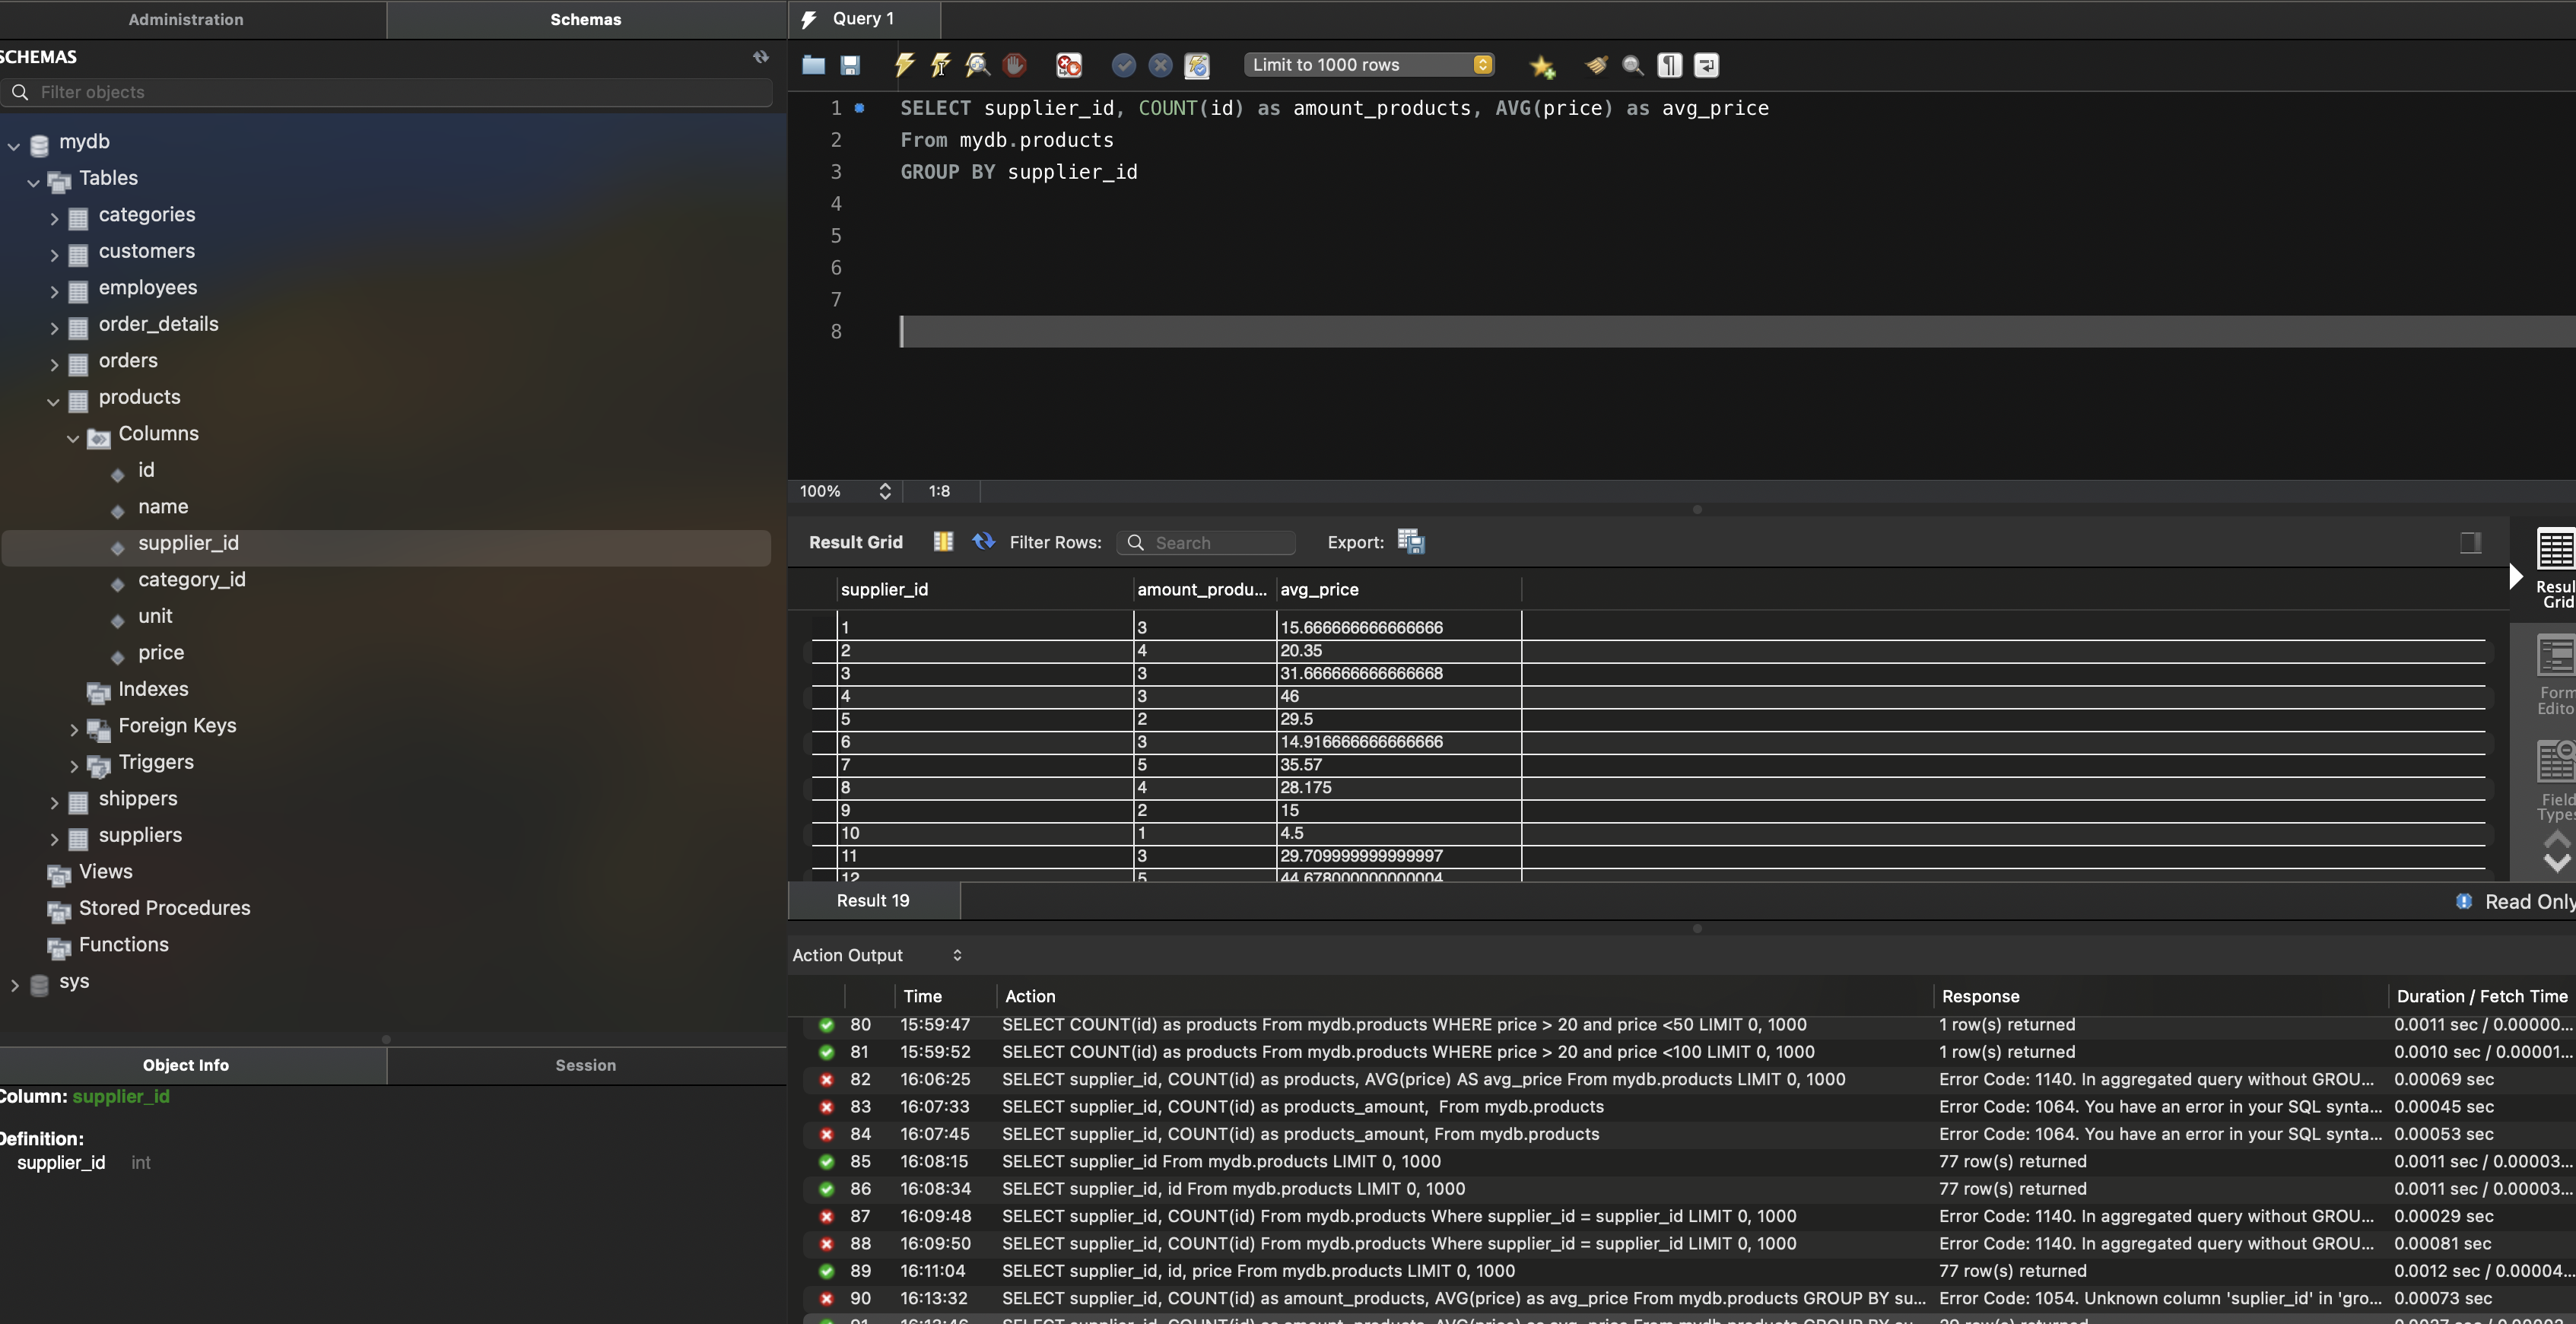 Administration
Schemas
SCHEMAS
Filter objects
mydb
Tables
categories
customers
employees
order_details
orders
products
Columns
id
name
supplier_id
category_id
unit
price
Indexes
Foreign Keys
Triggers
shippers
suppliers
Views
Stored Procedures
Functions
sys
Object Info
Session
Column: supplier_id
Definition:
supplier_id int
Query 1
Limit to 1000 rows
1 SELECT supplier_id, COUNT(id) as amount_products, AVG(price) as avg_price
2 From mydb.products
3 GROUP BY supplier_id
4
5
6
7
8
100% 1:8
Result Grid Filter Rows: Search Export:
supplier_id amount_produ... avg_price
1 3 15.666666666666666
2 4 20.35
3 3 31.666666666666668
4 3 46
5 2 29.5
6 3 14.916666666666666
7 5 35.57
8 4 28.175
9 2 15
10 1 4.5
11 3 29.709999999999997
12 5 44.678000000000004
Resul
Grid
Form
Edito
Field
Types
Result 19
Read Only
Action Output
Time Action Response Duration / Fetch Time
80 15:59:47 SELECT COUNT(id) as products From mydb.products WHERE price > 20 and price <50 LIMIT 0, 1000 1 row(s) returned 0.0011 sec / 0.00000...
81 15:59:52 SELECT COUNT(id) as products From mydb.products WHERE price > 20 and price <100 LIMIT 0, 1000 1 row(s) returned 0.0010 sec / 0.00001...
82 16:06:25 SELECT supplier_id, COUNT(id) as products, AVG(price) AS avg_price From mydb.products LIMIT 0, 1000 Error Code: 1140. In aggregated query without GROU... 0.00069 sec
83 16:07:33 SELECT supplier_id, COUNT(id) as products_amount, From mydb.products Error Code: 1064. You have an error in your SQL synta... 0.00045 sec
84 16:07:45 SELECT supplier_id, COUNT(id) as products_amount, From mydb.products Error Code: 1064. You have an error in your SQL synta... 0.00053 sec
85 16:08:15 SELECT supplier_id From mydb.products LIMIT 0, 1000 77 row(s) returned 0.0011 sec / 0.00003...
86 16:08:34 SELECT supplier_id, id From mydb.products LIMIT 0, 1000 77 row(s) returned 0.0011 sec / 0.00003...
87 16:09:48 SELECT supplier_id, COUNT(id) From mydb.products Where supplier_id = supplier_id LIMIT 0, 1000 Error Code: 1140. In aggregated query without GROU... 0.00029 sec
88 16:09:50 SELECT supplier_id, COUNT(id) From mydb.products Where supplier_id = supplier_id LIMIT 0, 1000 Error Code: 1140. In aggregated query without GROU... 0.00081 sec
89 16:11:04 SELECT supplier_id, id, price From mydb.products LIMIT 0, 1000 77 row(s) returned 0.0012 sec / 0.00004...
90 16:13:32 SELECT supplier_id, COUNT(id) as amount_products, AVG(price) as avg_price From mydb.products GROUP BY su... Error Code: 1054. Unknown column 'suplier_id' in 'gro... 0.00073 sec